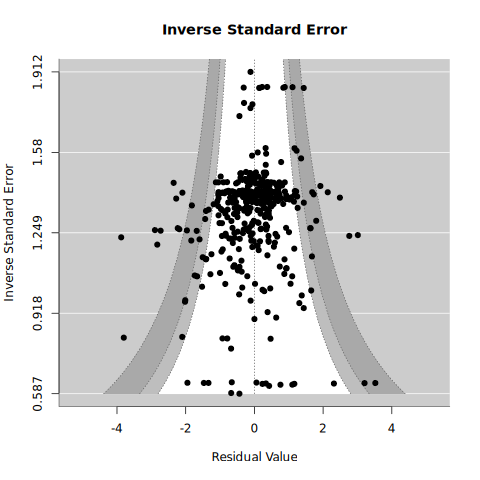 Inverse Standard Error
Inverse Standard Error
1.912
1.58
1.249
0.918
0.587
-4 -2 0 2 4
Residual Value